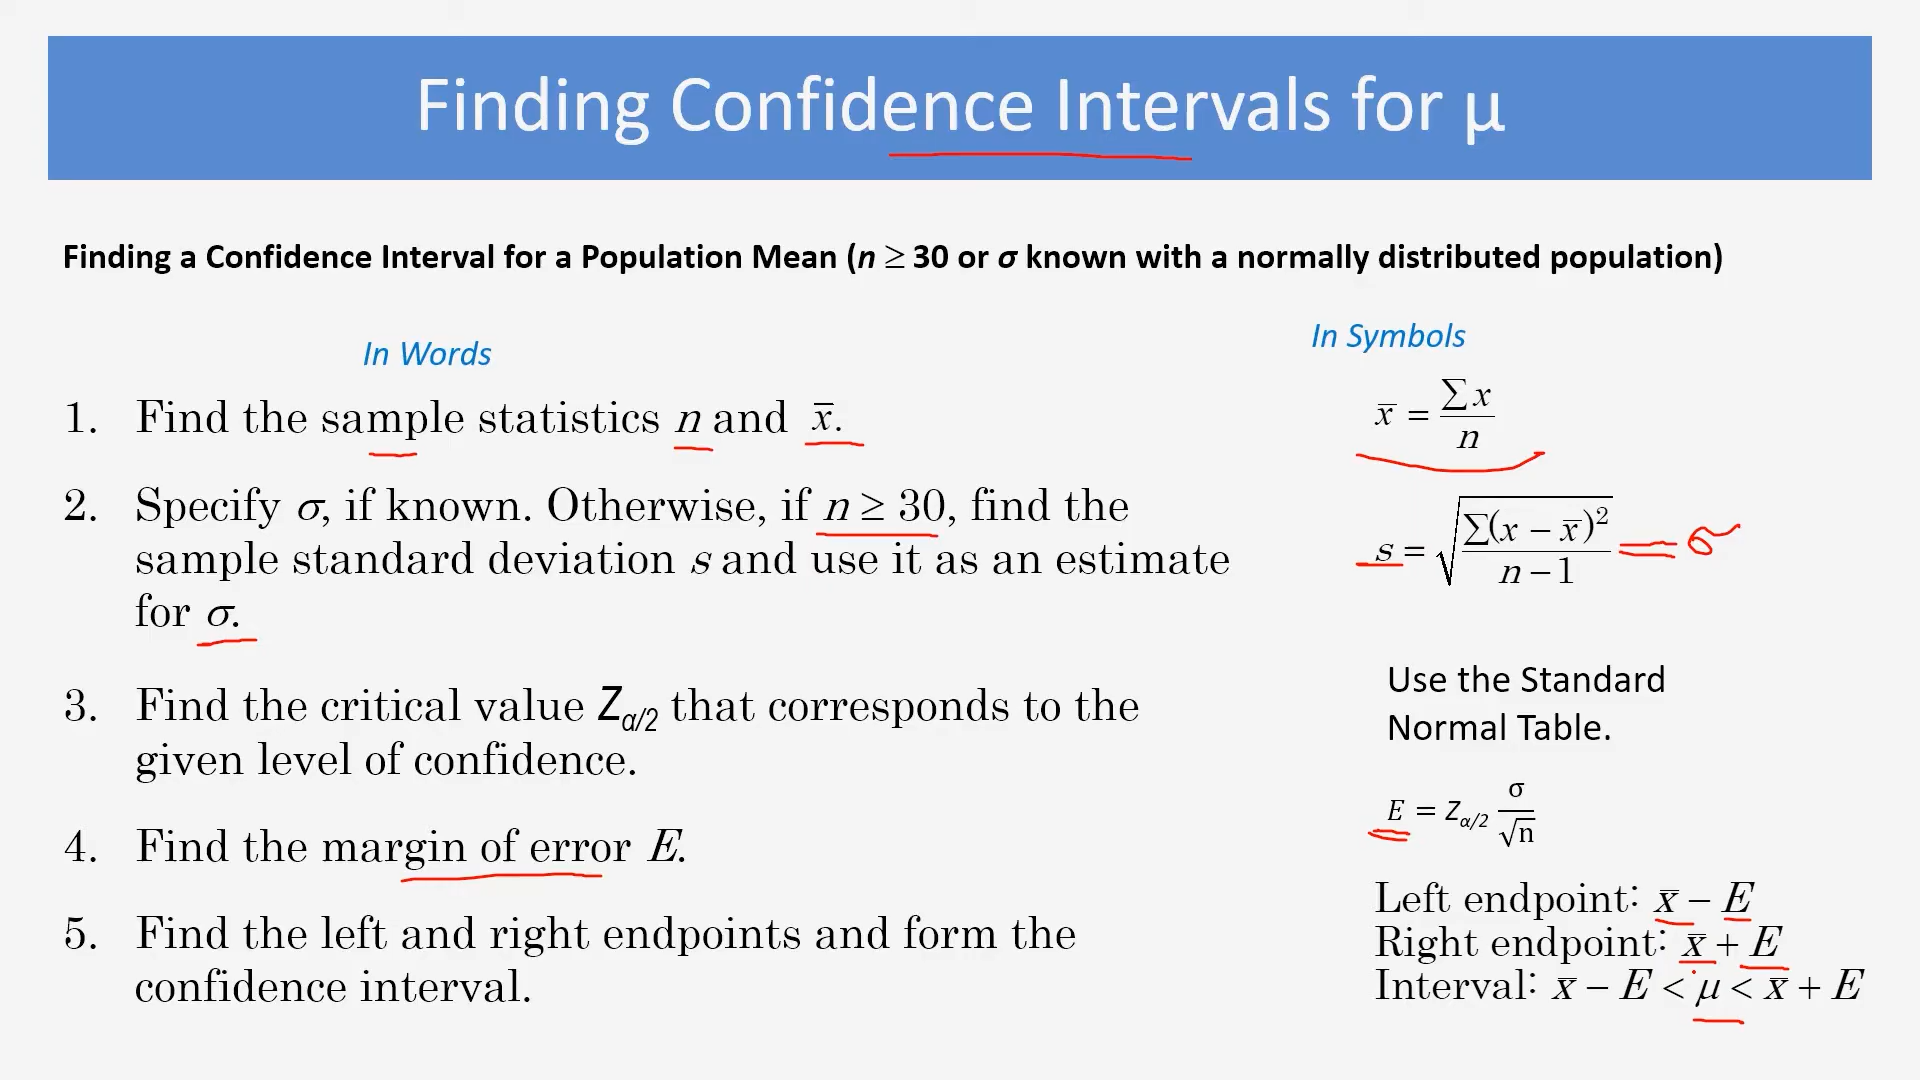 Finding Confidence Intervals for μ
Finding a Confidence Interval for a Population Mean (n ≥ 30 or σ known with a normally distributed population)
In Words
In Symbols
1. Find the sample statistics n and x̅.
x̅ = ∑x / n
2. Specify σ, if known. Otherwise, if n ≥ 30, find the
sample standard deviation s and use it as an estimate
for σ.
s = √(∑(x − x̅)² / n − 1) = σ
3. Find the critical value Zα/2 that corresponds to the
given level of confidence.
Use the Standard
Normal Table.
4. Find the margin of error E.
E = Zα/2 σ/√n
5. Find the left and right endpoints and form the
confidence interval.
Left endpoint: x̅ − E
Right endpoint: x̅ + E
Interval: x̅ − E < μ < x̅ + E